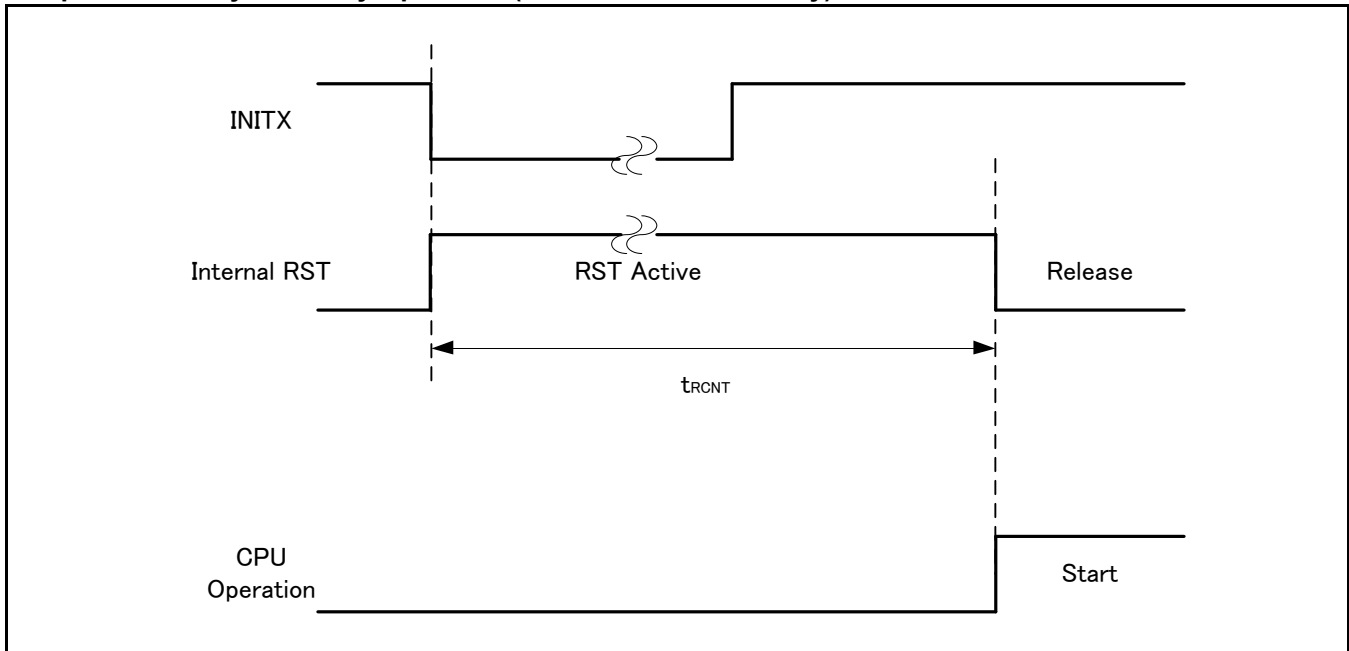 INITX
Internal RST
RST Active
Release
tRCNT
CPU
Operation
Start